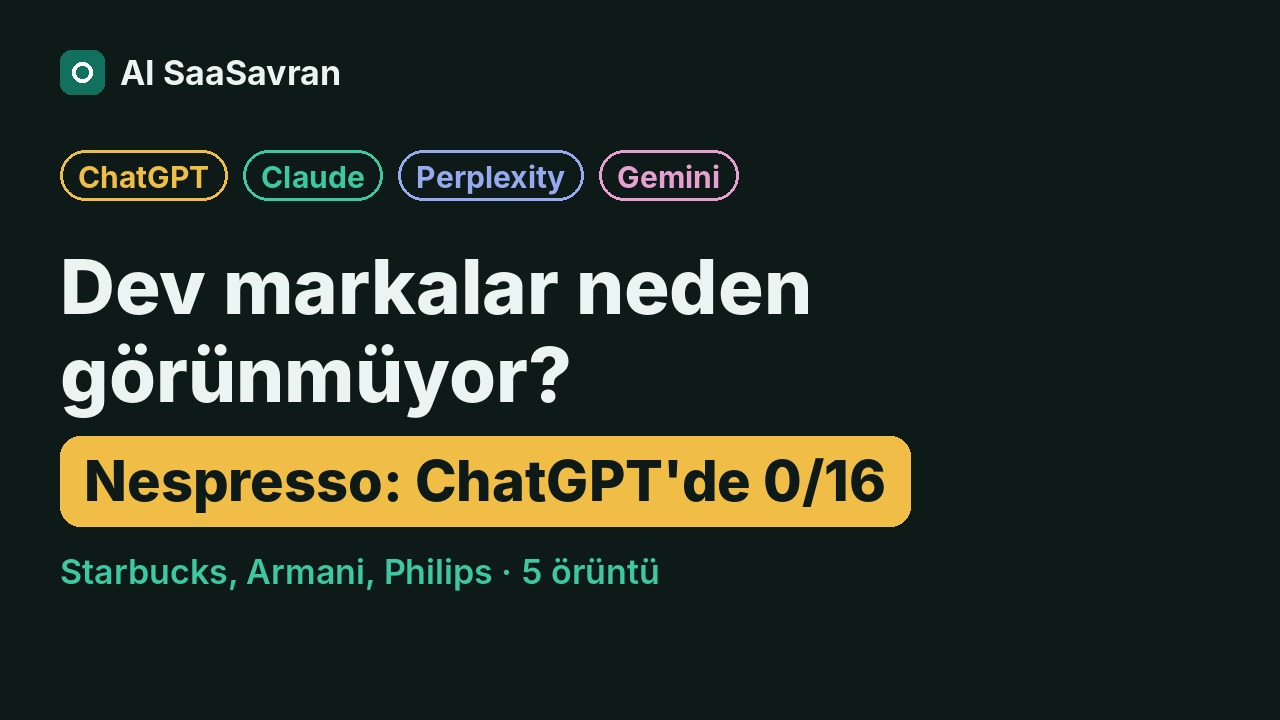 AI SaaSavran
ChatGPT Claude Perplexity Gemini
Dev markalar neden
görünmüyor?
Nespresso: ChatGPT'de 0/16
Starbucks, Armani, Philips · 5 örüntü